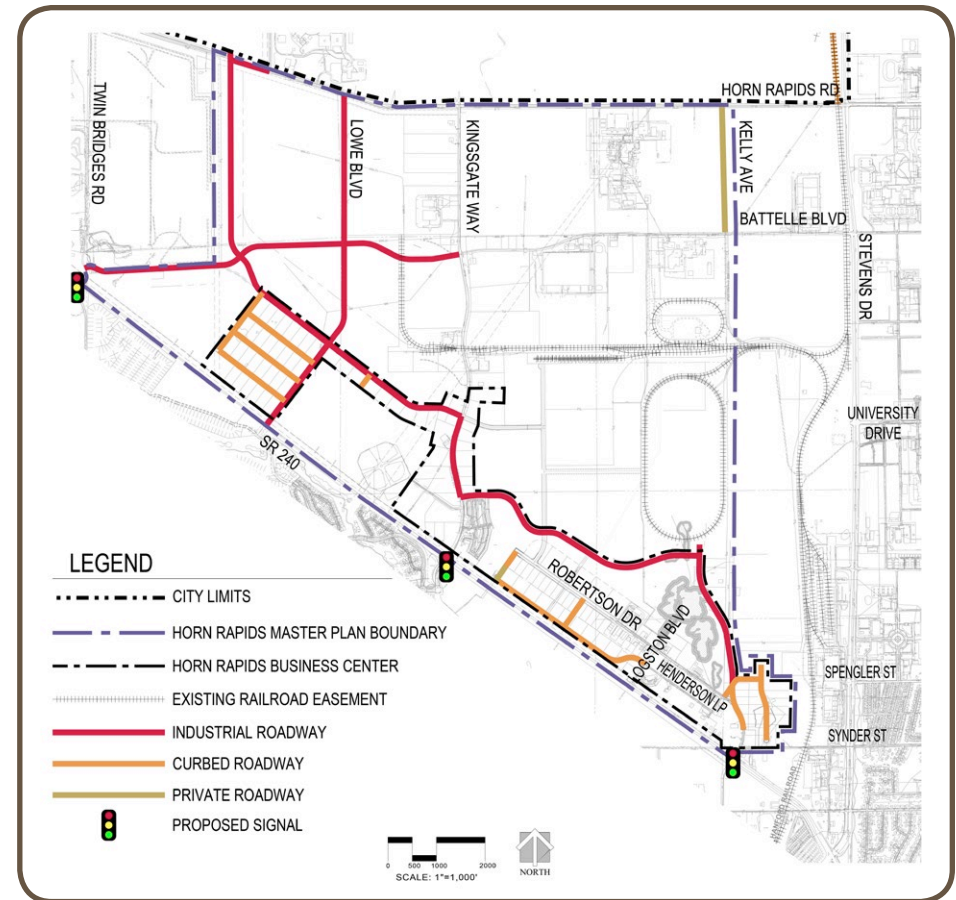 HORN RAPIDS RD
TWIN BRIDGES RD
LOWE BLVD
KINGSGATE WAY
KELLY AVE
BATTELLE BLVD
STEVENS DR
UNIVERSITY
DRIVE
SR 240
ROBERTSON DR
LOGSTON BLVD
HENDERSON LP
SPENGLER ST
SYNDER ST
HANFORD RAILROAD
LEGEND
CITY LIMITS
HORN RAPIDS MASTER PLAN BOUNDARY
HORN RAPIDS BUSINESS CENTER
EXISTING RAILROAD EASEMENT
INDUSTRIAL ROADWAY
CURBED ROADWAY
PRIVATE ROADWAY
PROPOSED SIGNAL
0 500 1000 2000
SCALE: 1"=1,000'
NORTH